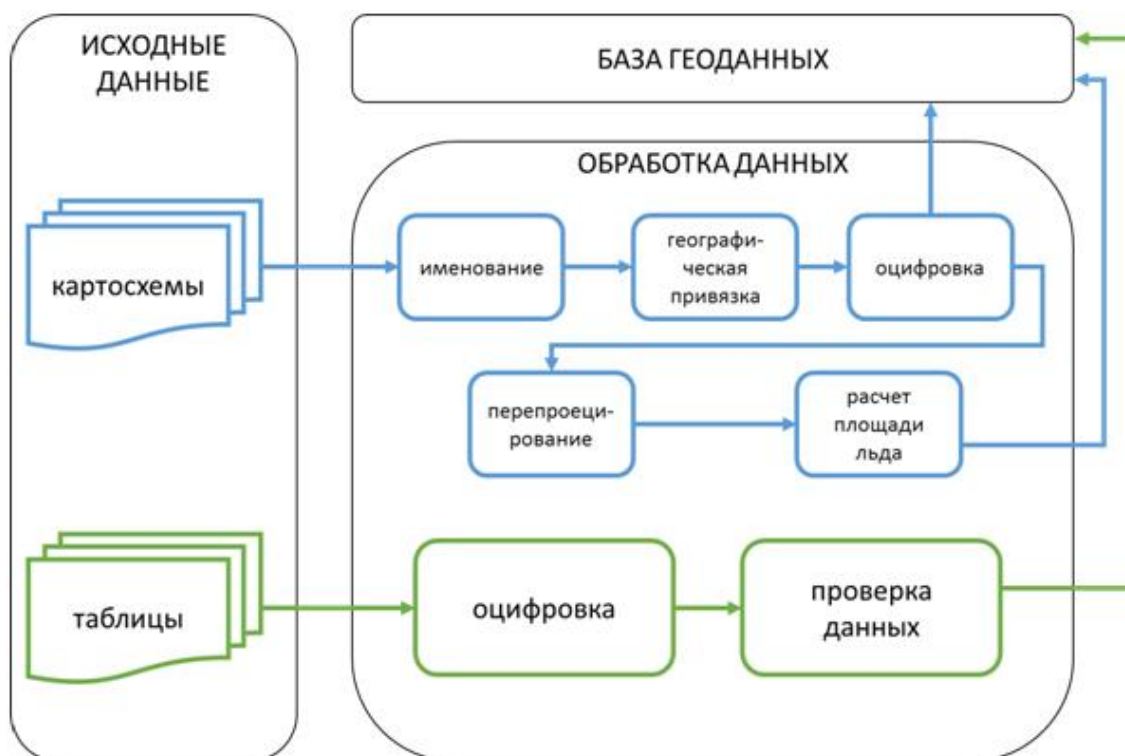 ИСХОДНЫЕ
ДАННЫЕ
картосхемы
таблицы
БАЗА ГЕОДАННЫХ
ОБРАБОТКА ДАННЫХ
именование
географи-
ческая
привязка
оцифровка
перепроеци-
рование
расчет
площади
льда
оцифровка
проверка
данных